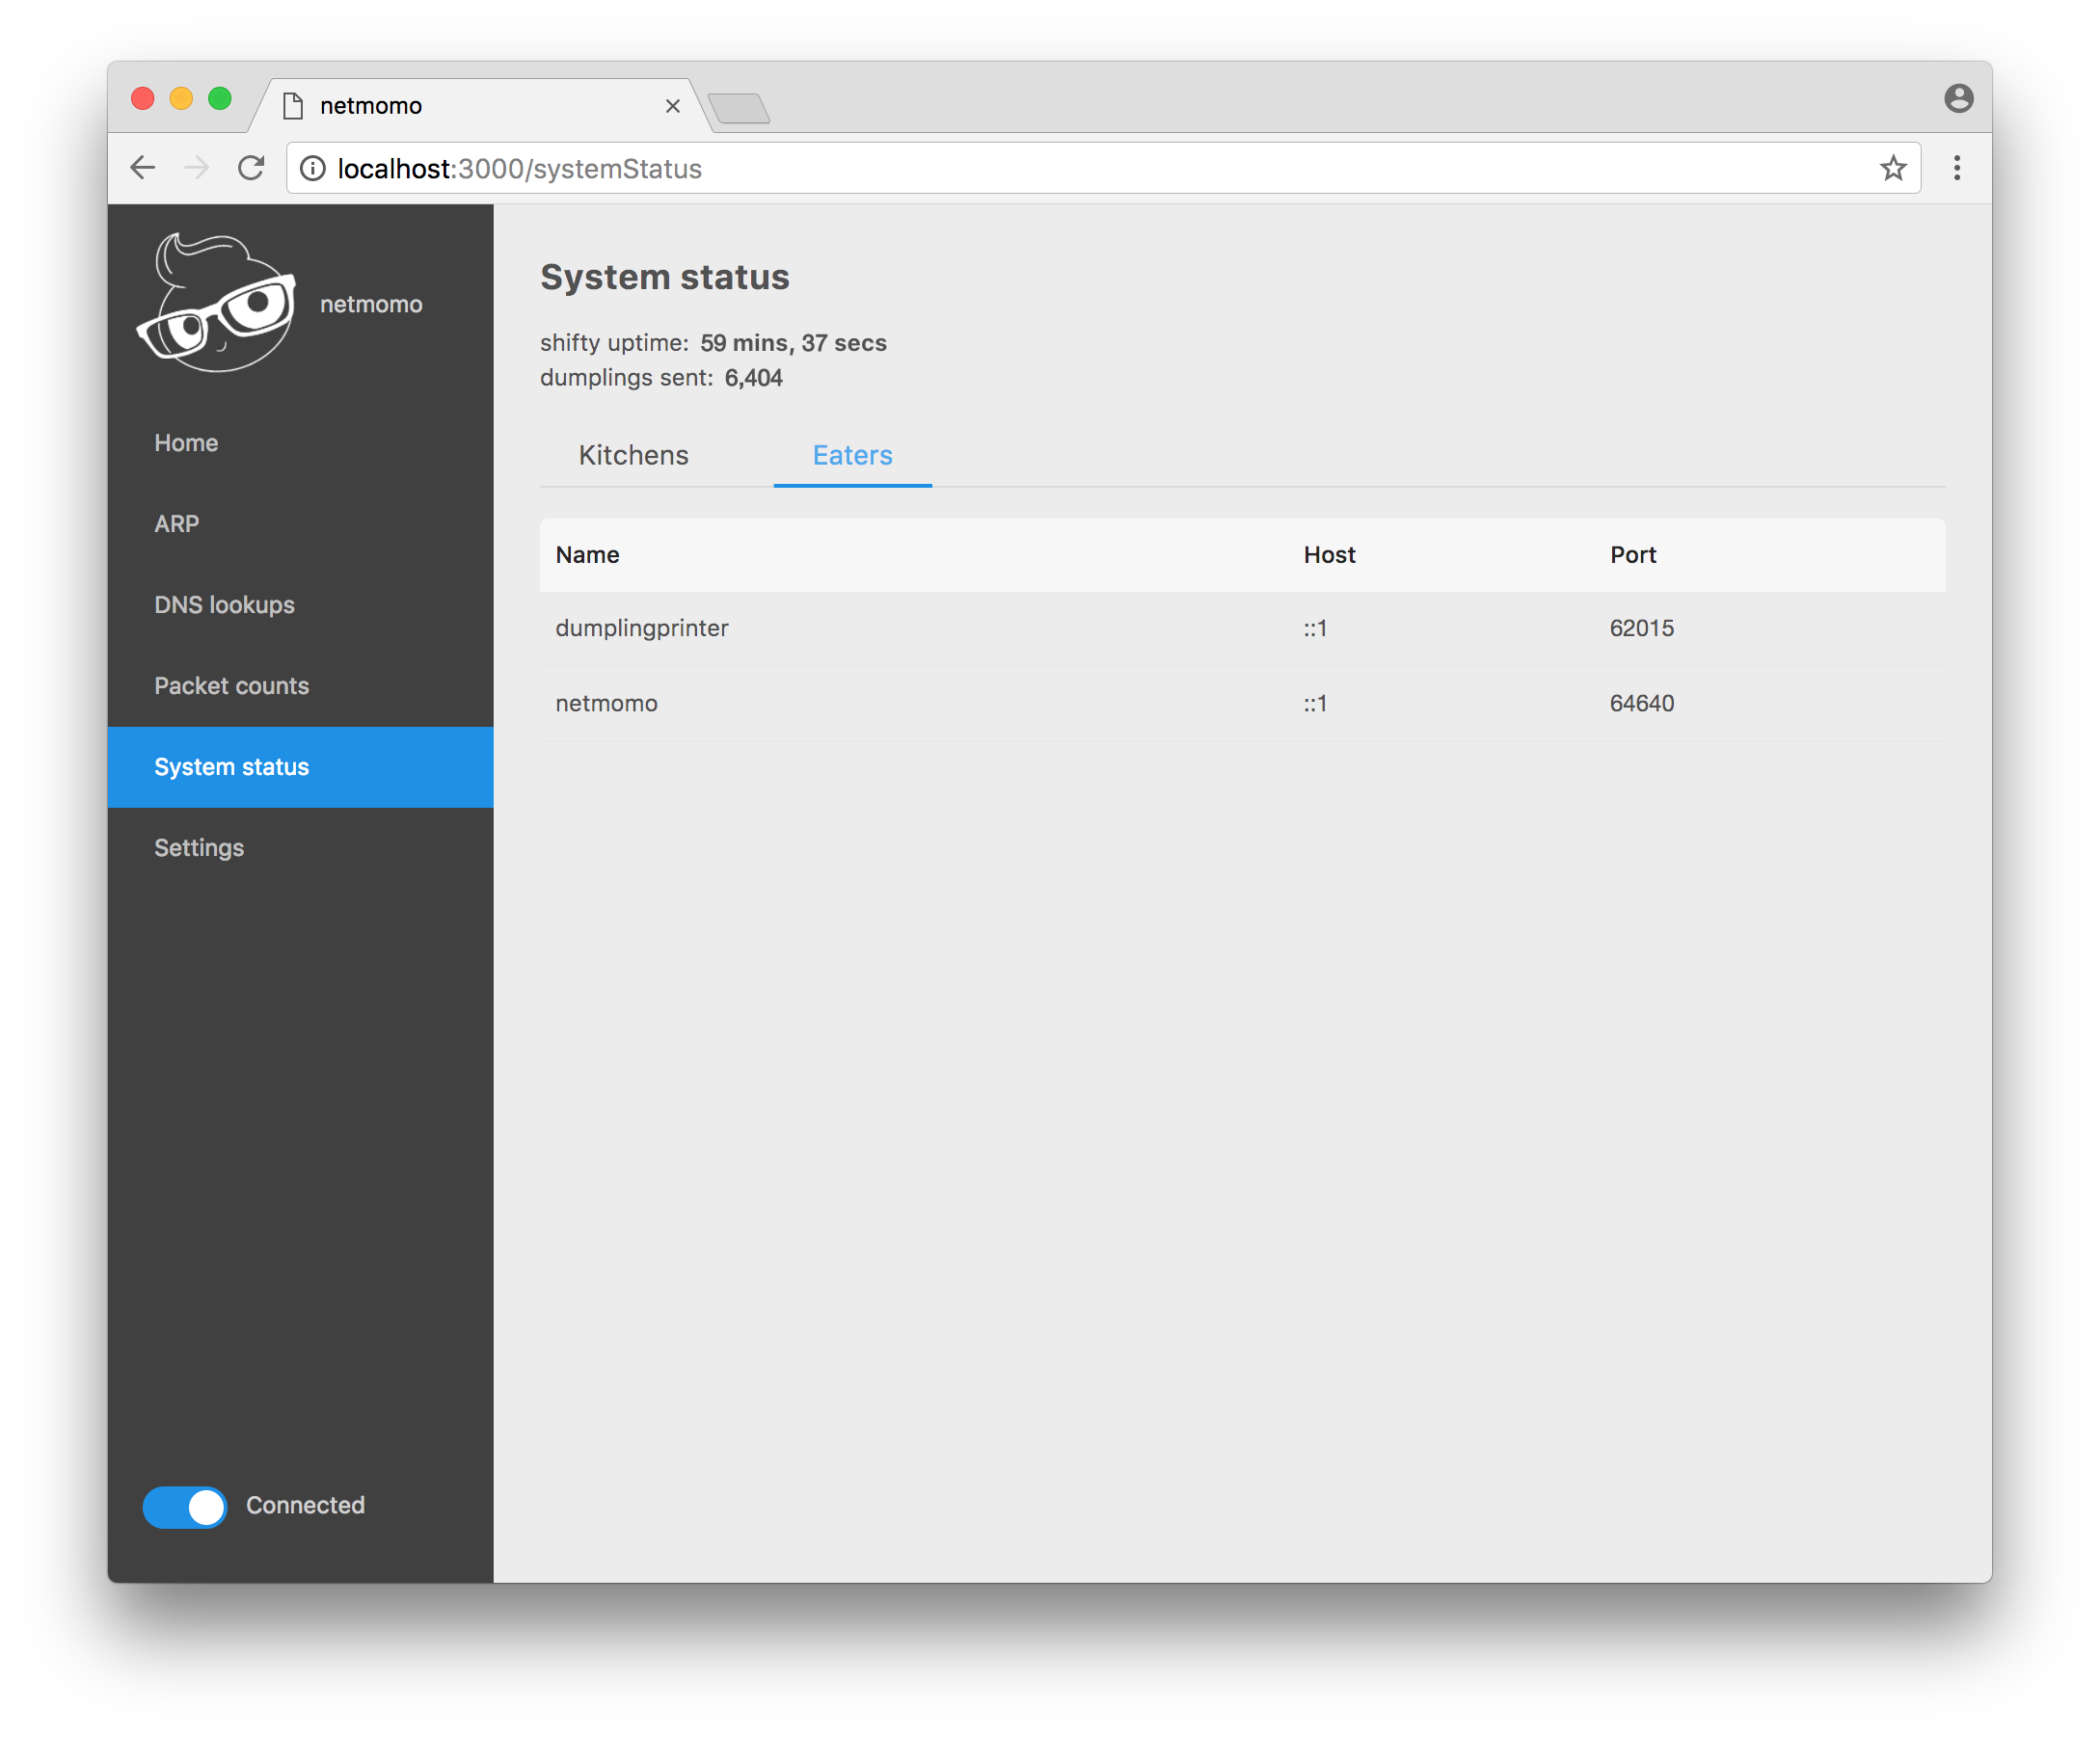 netmomo
localhost:3000/systemStatus
netmomo
Home
ARP
DNS lookups
Packet counts
System status
Settings
Connected
System status
shifty uptime: 59 mins, 37 secs
dumplings sent: 6,404
Kitchens Eaters
Name Host Port
dumplingprinter ::1 62015
netmomo ::1 64640